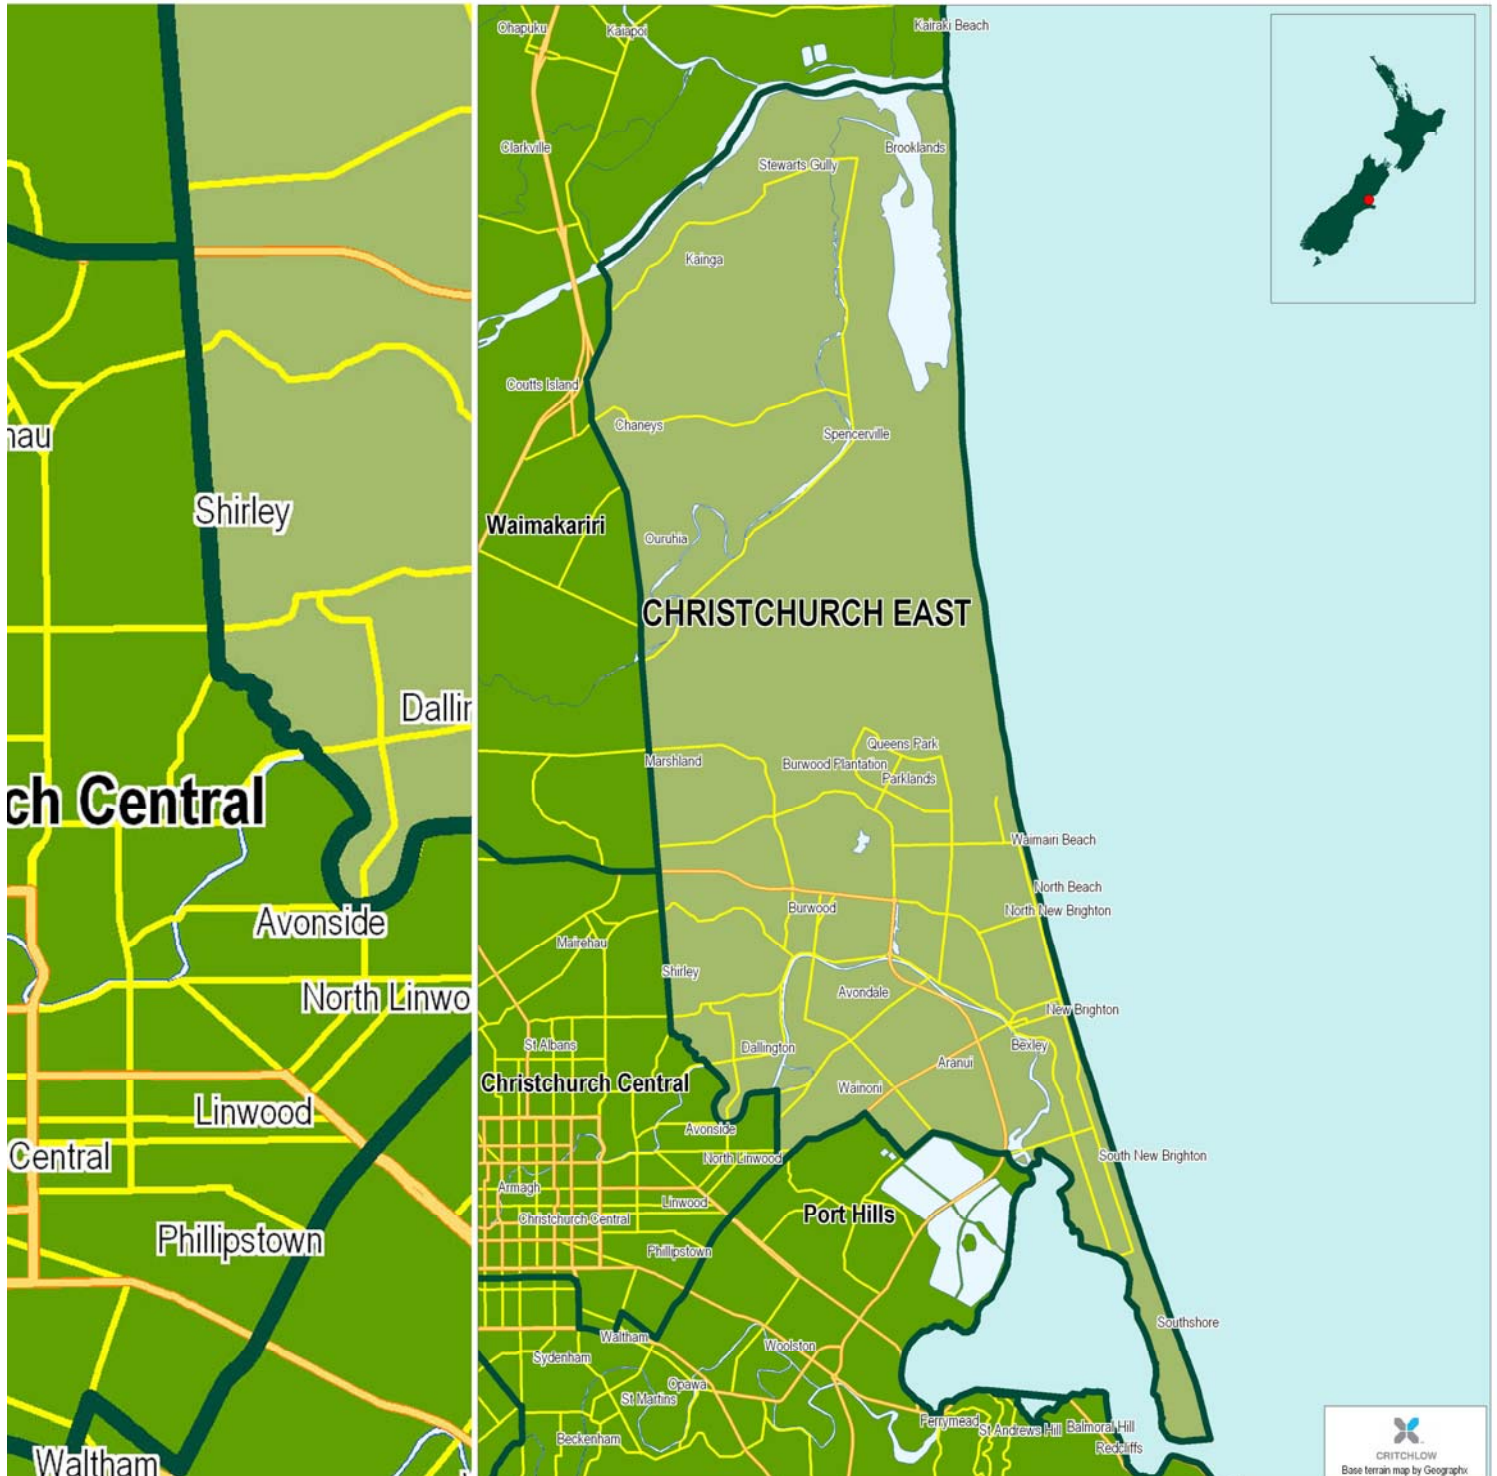 nau
Shirley
Dallin
ch Central
Avonside
North Linwo
Linwood
Central
Phillipstown
Waltham
Ohapuku
Kaiapoi
Kairaki Beach
Clarkville
Brooklands
Stewarts Gully
Kainga
Coutts Island
Chaneys
Spencerville
Waimakariri
Ouruhia
CHRISTCHURCH EAST
Queens Park
Marshland
Burwood Plantation
Parklands
Waimairi Beach
North Beach
Burwood
North New Brighton
Mairehau
Shirley
Avondale
New Brighton
St Albans
Dallington
Bexley
Aranui
Christchurch Central
Wainoni
Avonside
North Linwood
South New Brighton
Armagh
Linwood
Christchurch Central
Port Hills
Phillipstown
Southshore
Waltham
Woolston
Sydenham
Opawa
St Martins
Ferrymead
St Andrews Hill
Balmoral Hill
Beckenham
Redcliffs
CRITCHLOW
Base terrain map by Geographx